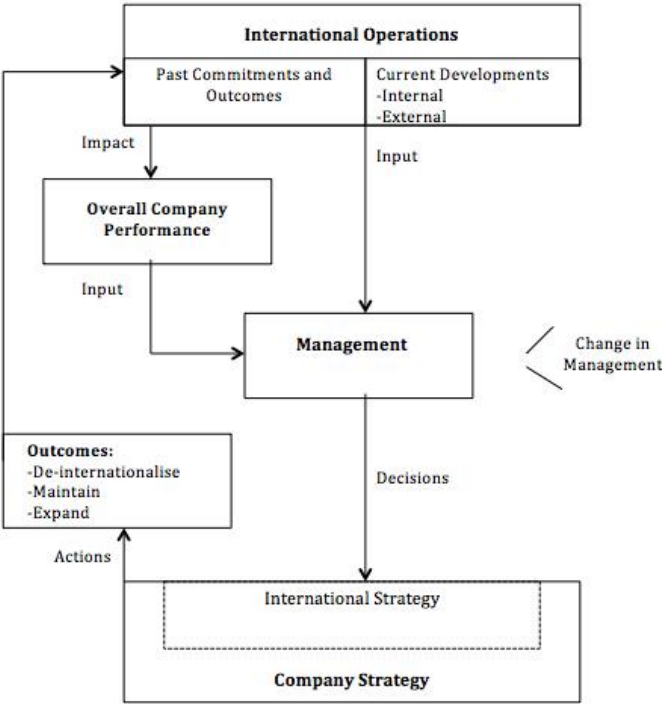 International Operations
Past Commitments and
Outcomes
Current Developments
-Internal
-External
Impact
Input
Overall Company
Performance
Input
Management
Change in
Management
Outcomes:
-De-internationalise
-Maintain
-Expand
Decisions
Actions
International Strategy
Company Strategy